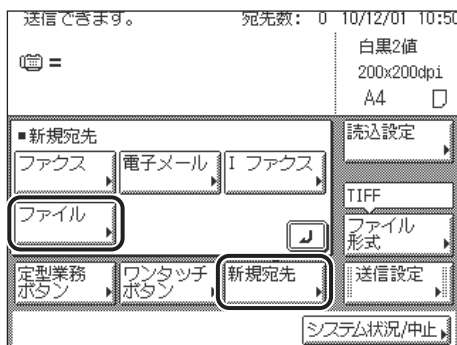 送信できます。 宛先数: 0 10/12/01 10:50
=
白黒2値
200x200dpi
A4
■新規宛先
読込設定
ファクス 電子メール I ファクス
TIFF
ファイル
ファイル
形式
定型業務
ボタン
ワンタッチ
ボタン
新規宛先
送信設定
システム状況/中止